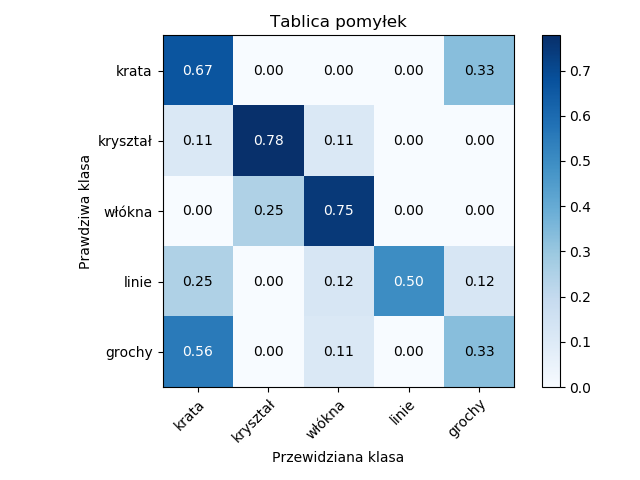 Tablica pomyłek
Prawdziwa klasa
krata 0.67 0.00 0.00 0.00 0.33
kryształ 0.11 0.78 0.11 0.00 0.00
włókna 0.00 0.25 0.75 0.00 0.00
linie 0.25 0.00 0.12 0.50 0.12
grochy 0.56 0.00 0.11 0.00 0.33
krata kryształ włókna linie grochy
Przewidziana klasa
0.7
0.6
0.5
0.4
0.3
0.2
0.1
0.0